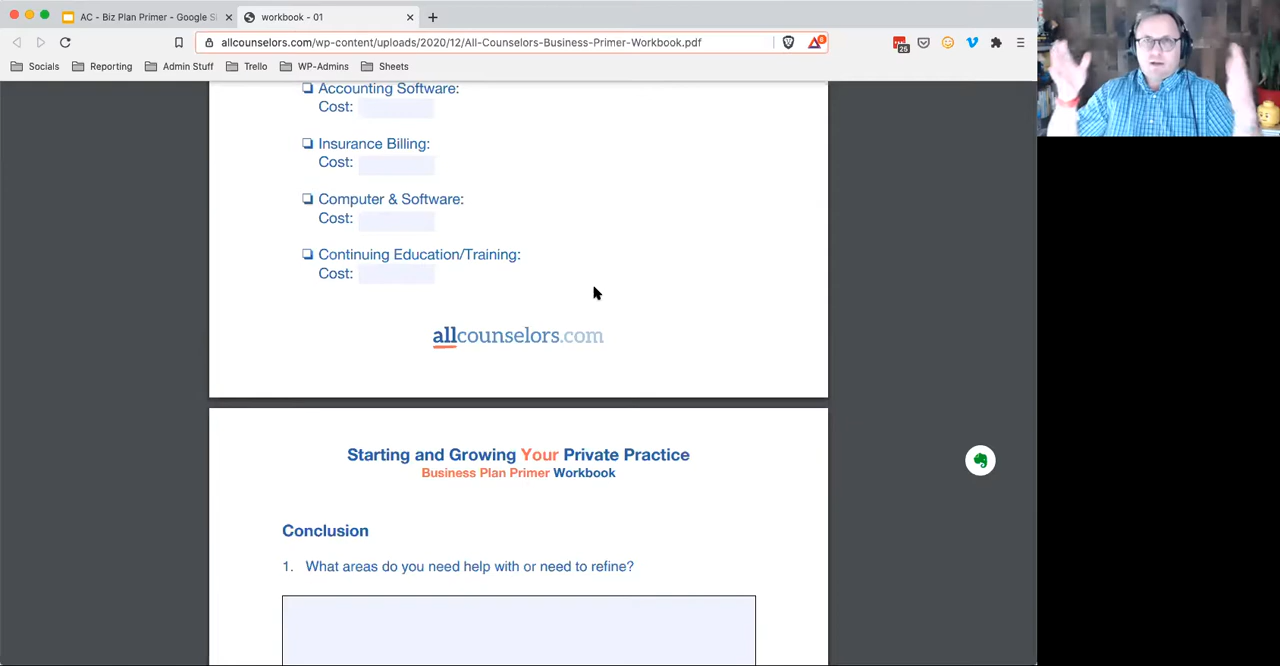 AC - Biz Plan Primer - Google Sl
workbook - 01
allcounselors.com/wp-content/uploads/2020/12/All-Counselors-Business-Primer-Workbook.pdf
6
25
Socials
Reporting
Admin Stuff
Trello
WP-Admins
Sheets
Accounting Software:
Cost:
Insurance Billing:
Cost:
Computer & Software:
Cost:
Continuing Education/Training:
Cost:
allcounselors.com
Starting and Growing Your Private Practice
Business Plan Primer Workbook
Conclusion
1. What areas do you need help with or need to refine?